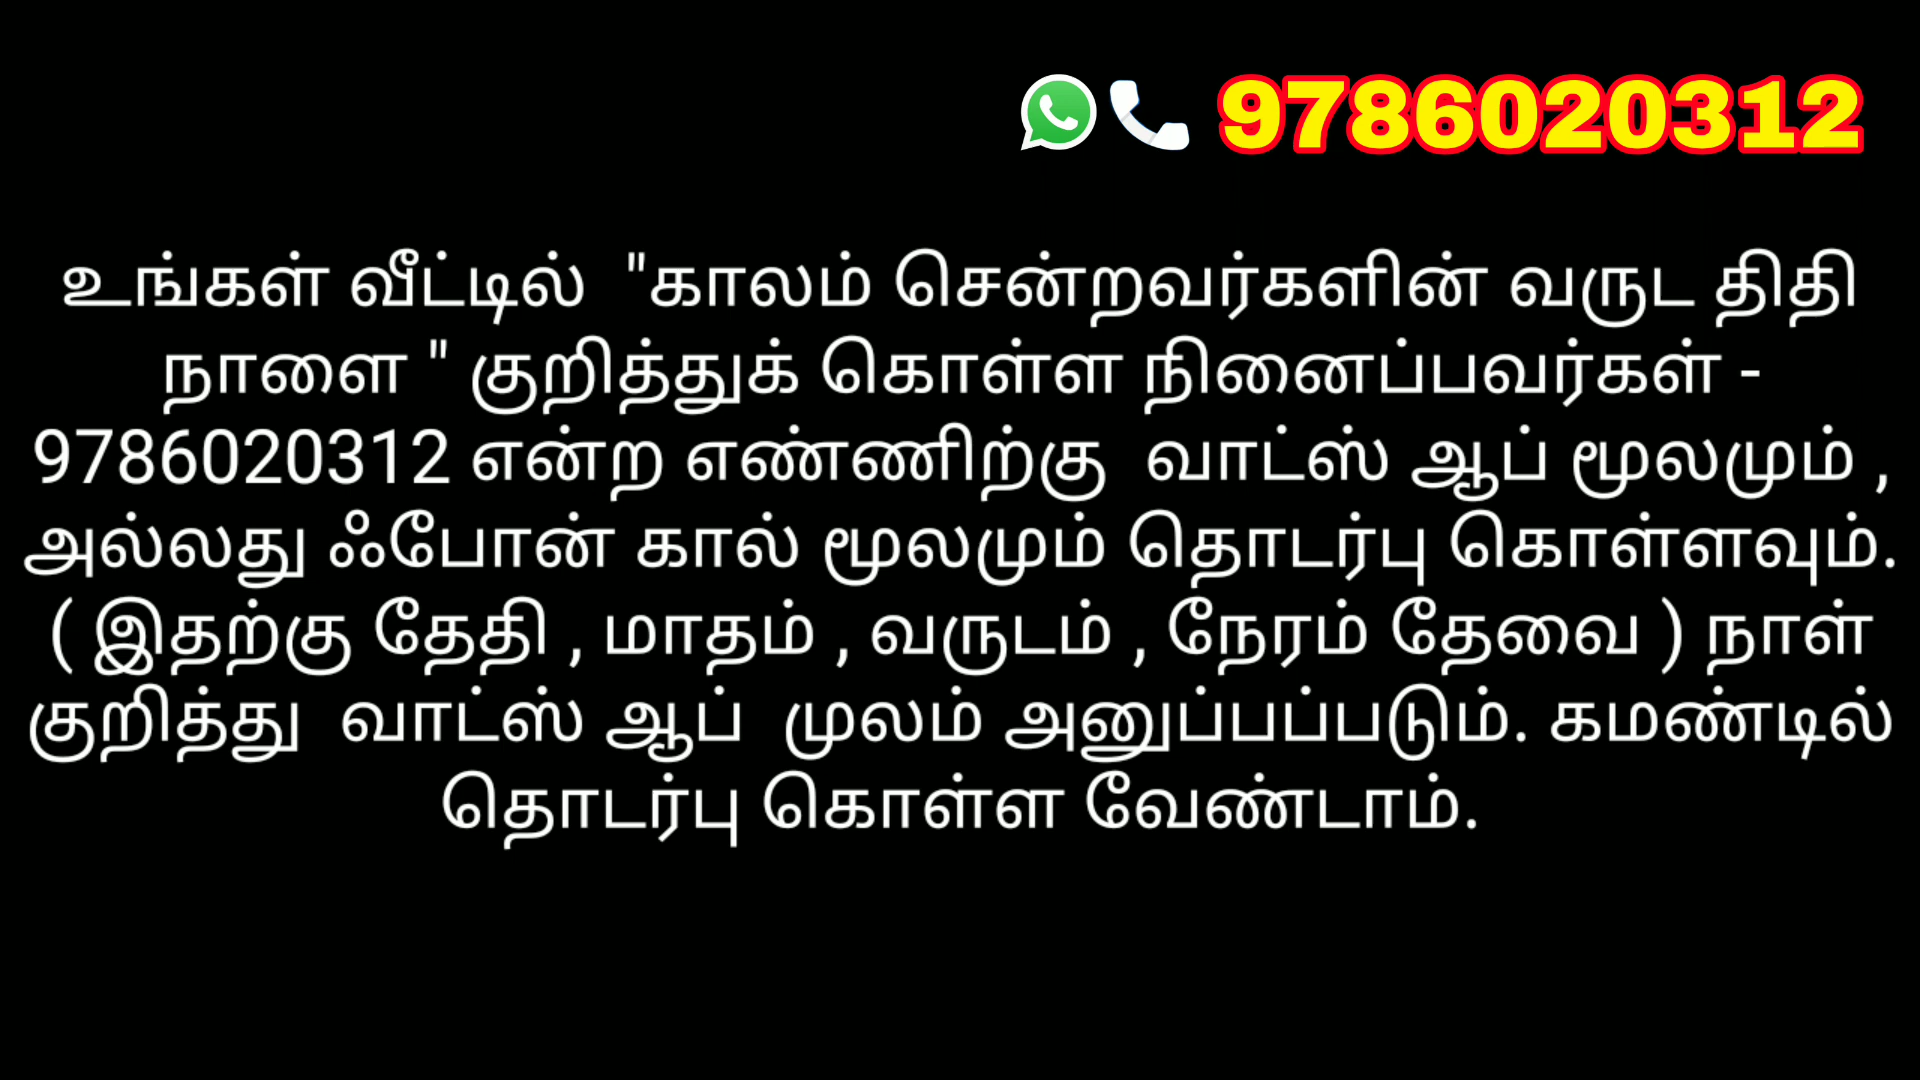 9786020312
உங்கள் வீட்டில் "காலம் சென்றவர்களின் வருட திதி
நாளை " குறித்துக் கொள்ள நினைப்பவர்கள் -
9786020312 என்ற எண்ணிற்கு வாட்ஸ் ஆப் மூலமும் ,
அல்லது ஃபோன் கால் மூலமும் தொடர்பு கொள்ளவும்.
( இதற்கு தேதி , மாதம் , வருடம் , நேரம் தேவை ) நாள்
குறித்து வாட்ஸ் ஆப் முலம் அனுப்பப்படும். கமண்டில்
தொடர்பு கொள்ள வேண்டாம்.